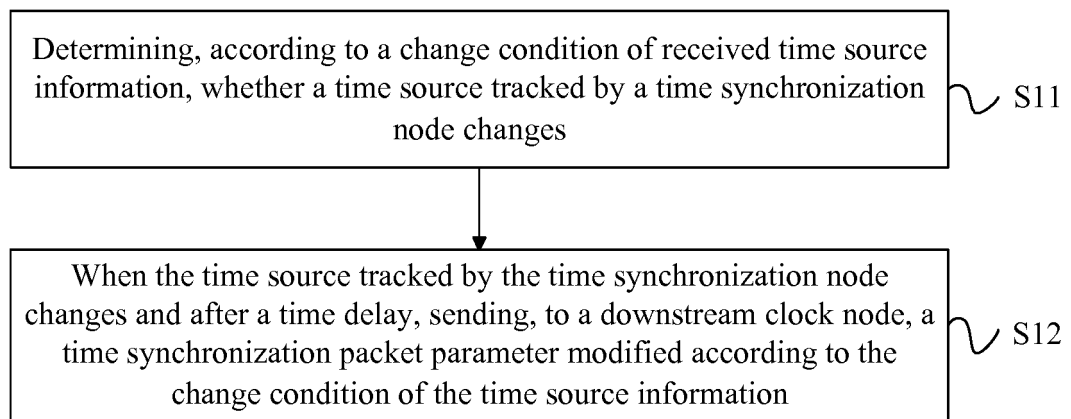 Determining, according to a change condition of received time source
information, whether a time source tracked by a time synchronization
node changes
S11
When the time source tracked by the time synchronization node
changes and after a time delay, sending, to a downstream clock node, a
time synchronization packet parameter modified according to the
change condition of the time source information
S12